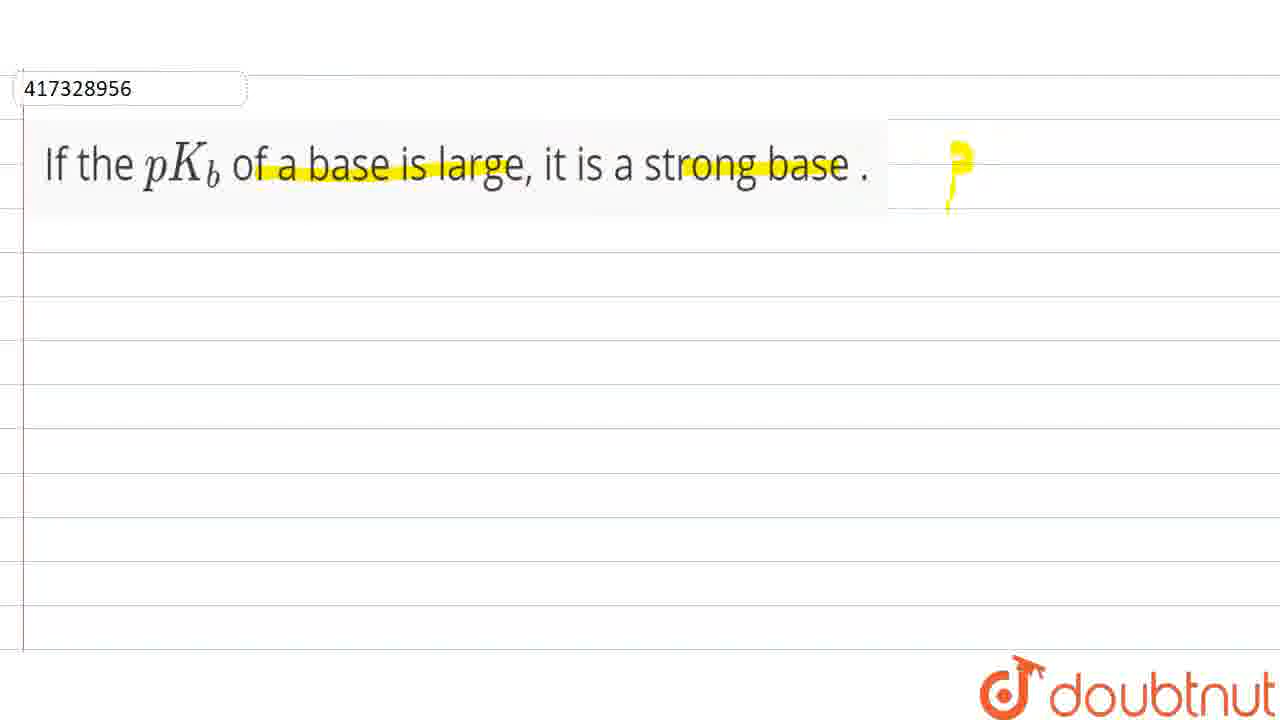 417328956
If the pK_b of a base is large, it is a strong base .
p
doubtnut